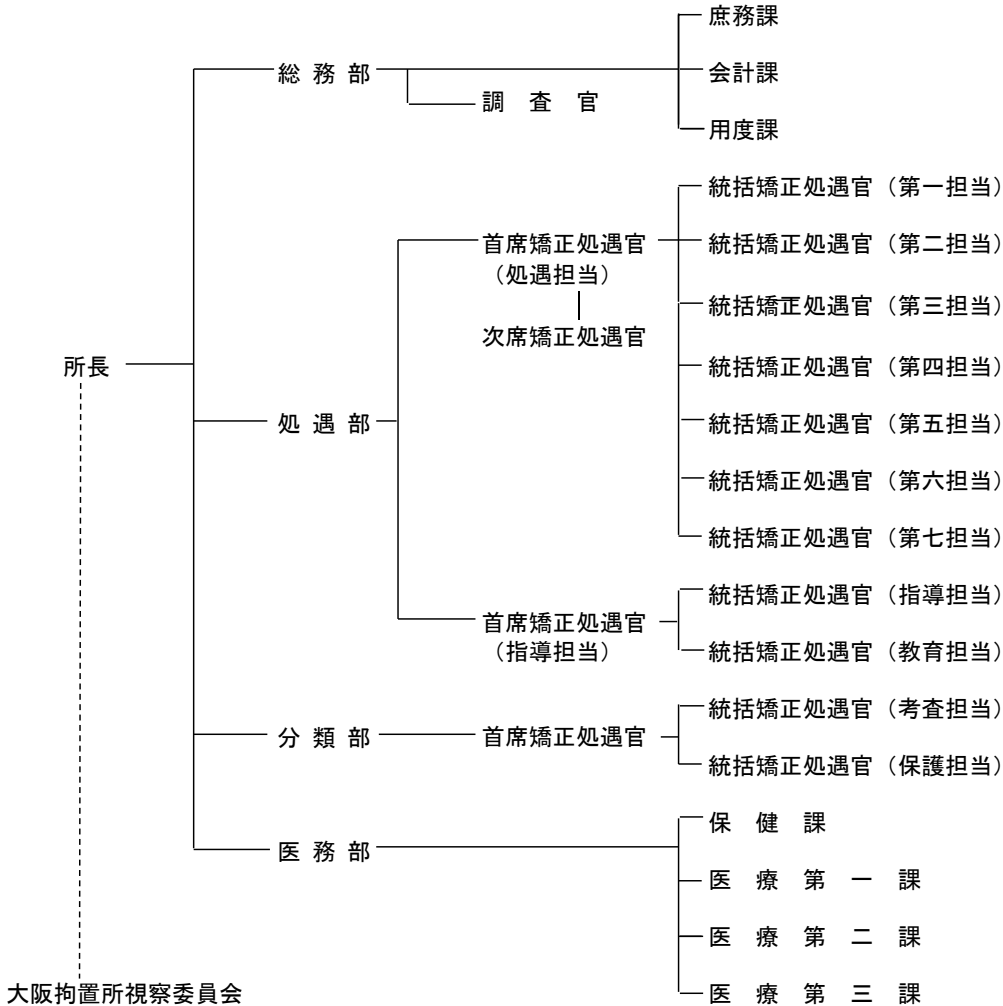 庶務課
総務部
会計課
調査官
用度課
統括矯正処遇官（第一担当）
首席矯正処遇官
（処遇担当）
統括矯正処遇官（第二担当）
統括矯正処遇官（第三担当）
次席矯正処遇官
所長
統括矯正処遇官（第四担当）
処遇部
統括矯正処遇官（第五担当）
統括矯正処遇官（第六担当）
統括矯正処遇官（第七担当）
統括矯正処遇官（指導担当）
首席矯正処遇官
（指導担当）
統括矯正処遇官（教育担当）
統括矯正処遇官（考査担当）
分類部
首席矯正処遇官
統括矯正処遇官（保護担当）
保健課
医務部
医療第一課
医療第二課
大阪拘置所視察委員会
医療第三課